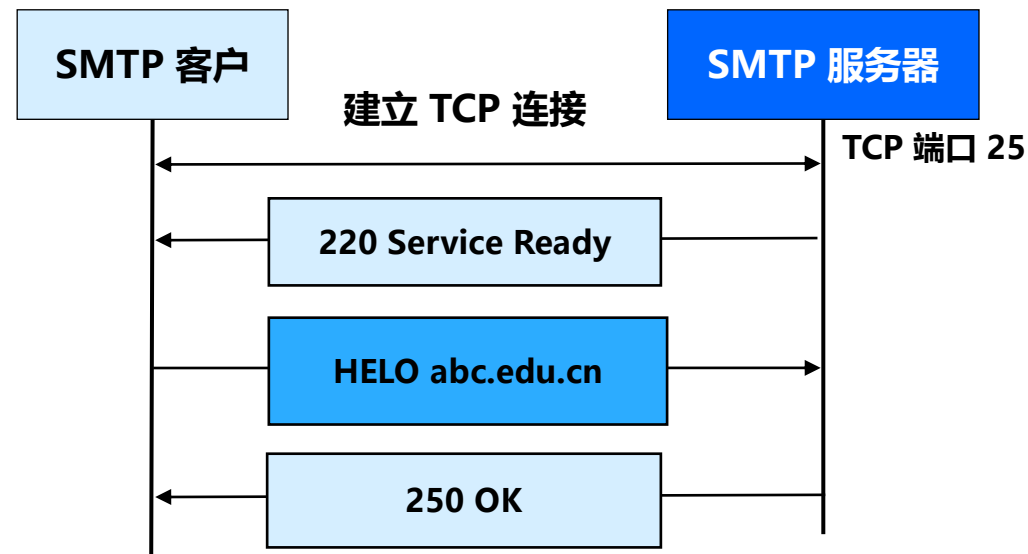 SMTP 客户
SMTP 服务器
建立 TCP 连接
TCP 端口 25
220 Service Ready
HELO abc.edu.cn
250 OK